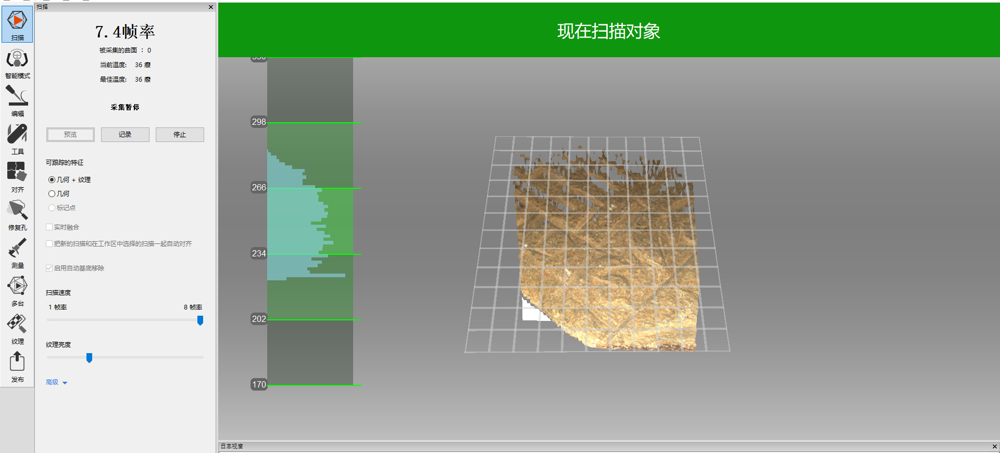 扫描
智能模式
编辑
工具
对齐
修复孔
测量
多台
纹理
发布
扫描
7.4帧率
被采集的曲面 : 0
当前温度: 36 癈
最佳温度: 36 癈
采集暂停
预览 记录 停止
可跟踪的特征
几何 + 纹理
几何
标记点
实时融合
把新的扫描和在工作区中选择的扫描一起自动对齐
启用自动基底移除
扫描速度
1 帧率 8 帧率
纹理亮度
高级
现在扫描对象
298
266
234
202
170
日志视窗